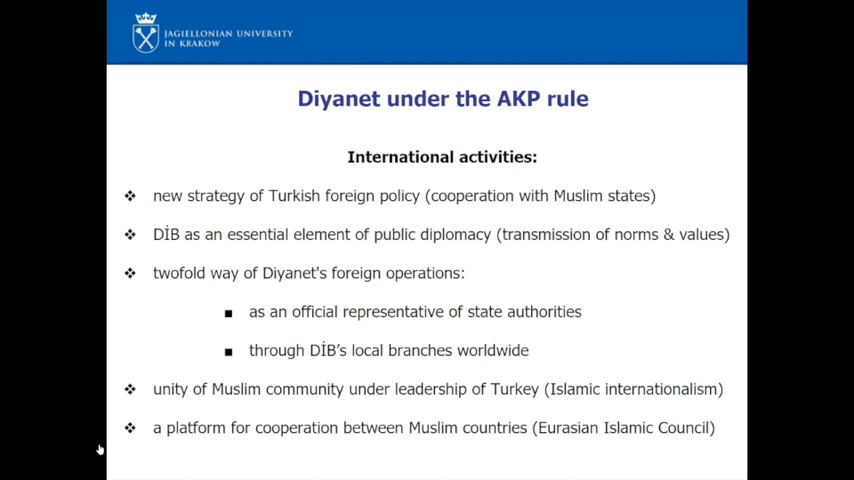 JAGIELLONIAN UNIVERSITY
IN KRAKOW
Diyanet under the AKP rule
International activities:
new strategy of Turkish foreign policy (cooperation with Muslim states)
DİB as an essential element of public diplomacy (transmission of norms & values)
twofold way of Diyanet's foreign operations:
as an official representative of state authorities
through DİB's local branches worldwide
unity of Muslim community under leadership of Turkey (Islamic internationalism)
a platform for cooperation between Muslim countries (Eurasian Islamic Council)